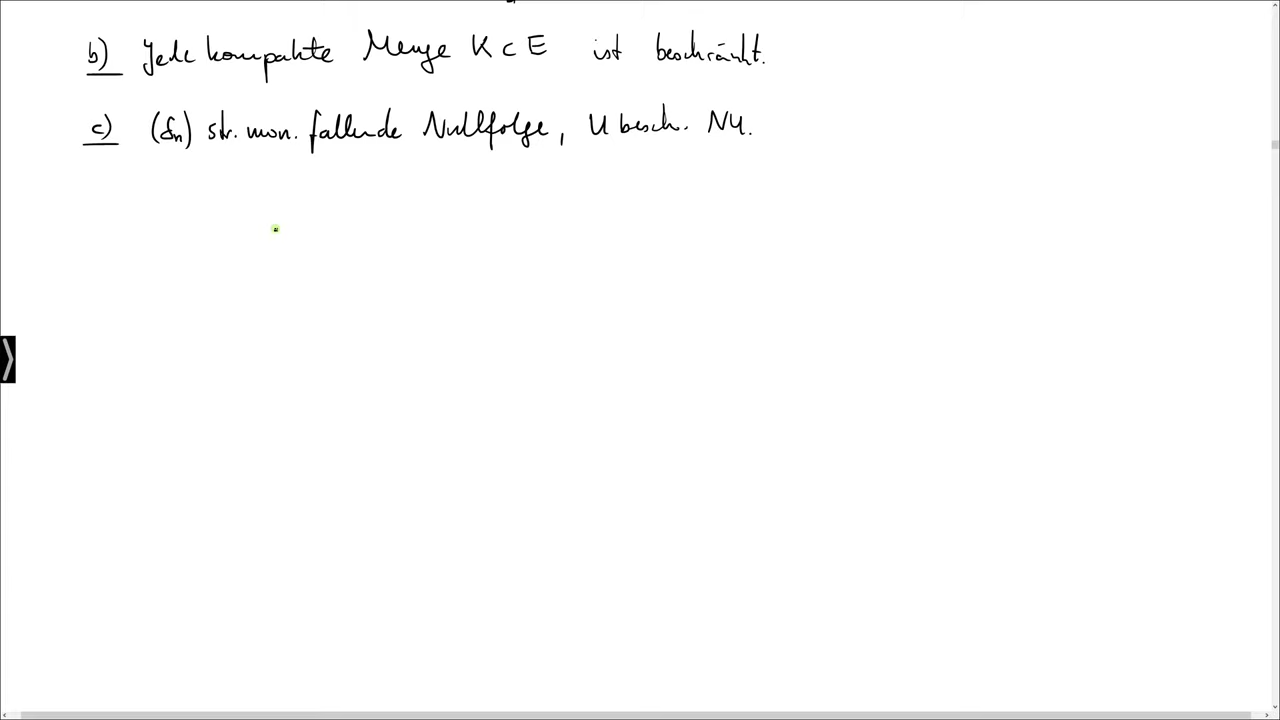 b) Jede kompakte Menge K ⊂ E ist beschränkt.
c) (δn) str. mon. fallende Nullfolge, U besch. NU.